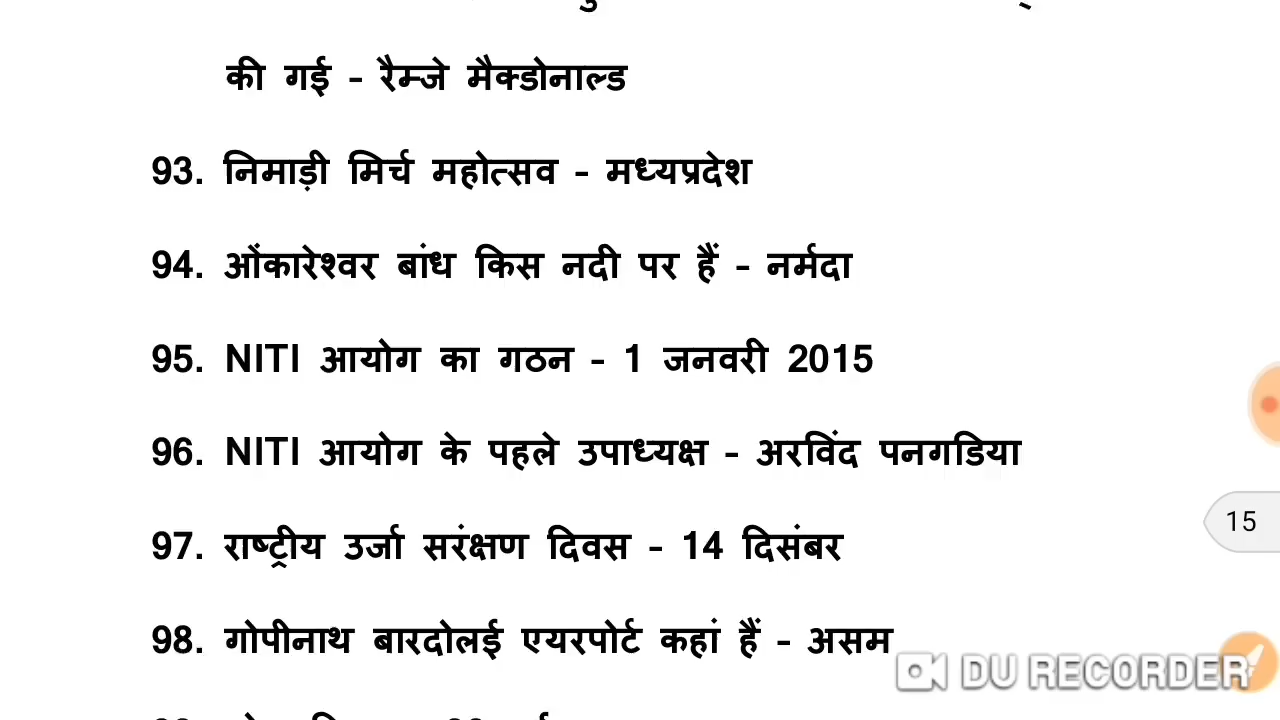 की गई - रैम्जे मैक्डोनाल्ड
93. निमाड़ी मिर्च महोत्सव - मध्यप्रदेश
94. ओंकारेश्वर बांध किस नदी पर हैं - नर्मदा
95. NITI आयोग का गठन - 1 जनवरी 2015
96. NITI आयोग के पहले उपाध्यक्ष - अरविंद पनगडिया
15
97. राष्ट्रीय उर्जा सरंक्षण दिवस - 14 दिसंबर
98. गोपीनाथ बारदोलई एयरपोर्ट कहां हैं - असम
DU RECORDER